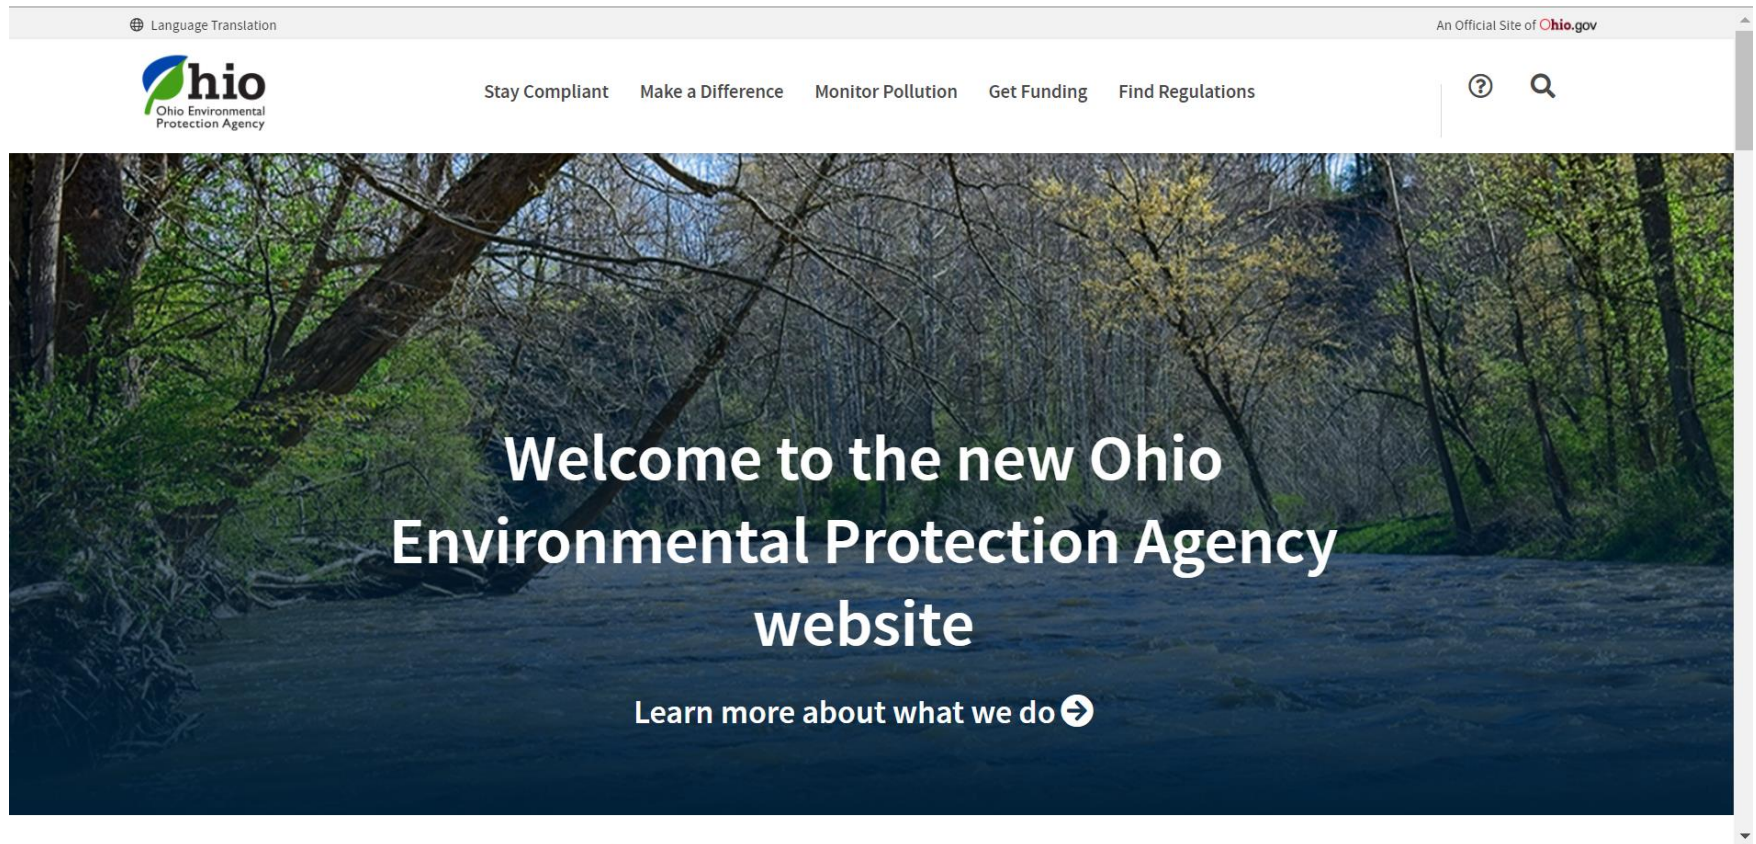 Language Translation
An Official Site of Ohio.gov
Ohio
Ohio Environmental
Protection Agency
Stay Compliant
Make a Difference
Monitor Pollution
Get Funding
Find Regulations
?
Welcome to the new Ohio
Environmental Protection Agency
website
Learn more about what we do